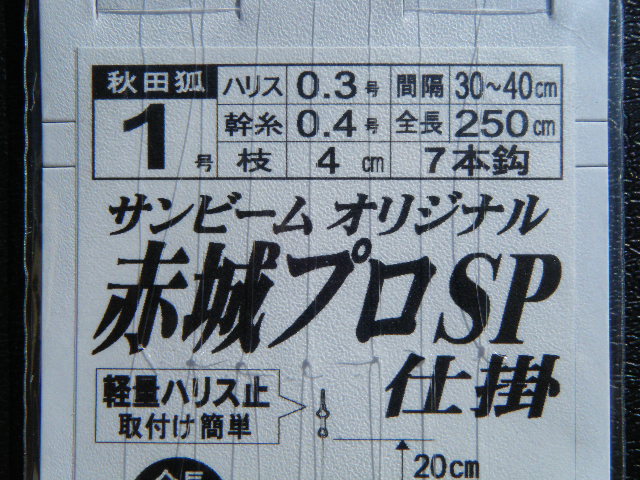 秋田狐 ハリス 0.3号 間隔 30~40cm
1号 幹糸 0.4号 全長 250cm
枝 4cm 7本鈎
サンビーム オリジナル
赤城プロSP
仕掛
軽量ハリス止
取付け簡単
20cm
全長